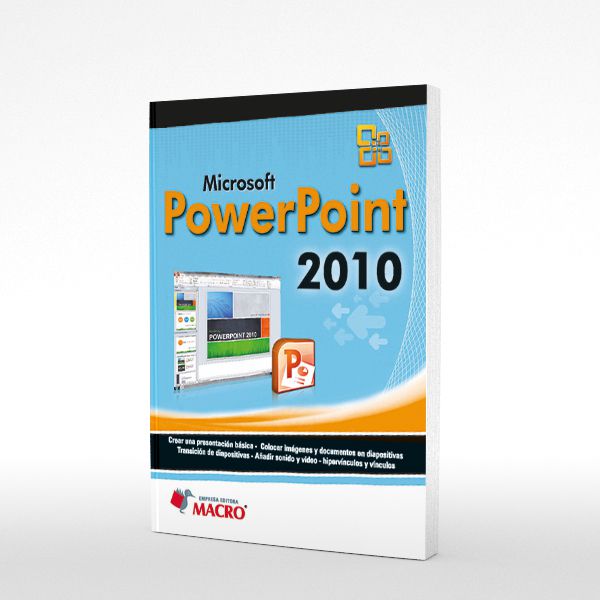 Microsoft
PowerPoint
2010
POWERPOINT 2010
P
Crear una presentación básica - Colocar imágenes y documentos en diapositivas
Transición de diapositivas - Añadir sonido y video - hipervínculos y vínculos
EMPRESA EDITORA
MACRO